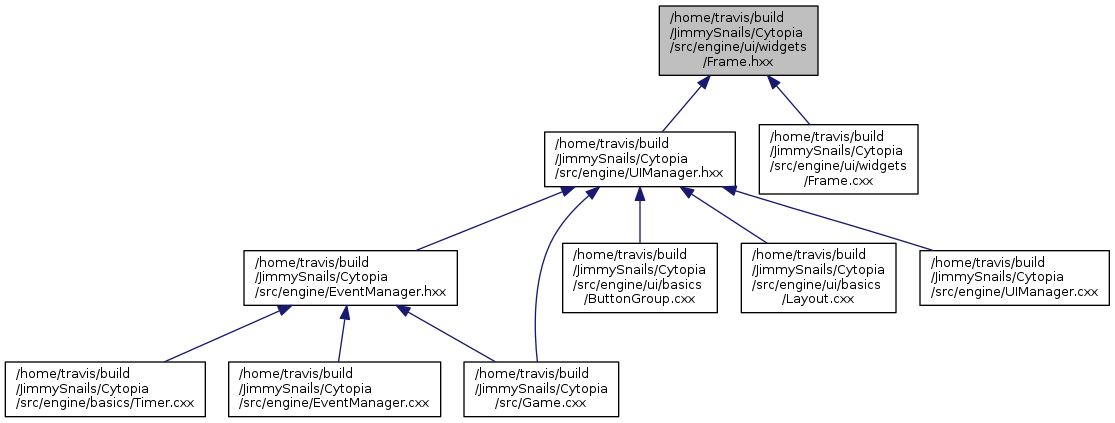 /home/travis/build
/JimmySnails/Cytopia
/src/engine/ui/widgets
/Frame.hxx
/home/travis/build
/JimmySnails/Cytopia
/src/engine/UIManager.hxx
/home/travis/build
/JimmySnails/Cytopia
/src/engine/ui/widgets
/Frame.cxx
/home/travis/build
/JimmySnails/Cytopia
/src/engine/EventManager.hxx
/home/travis/build
/JimmySnails/Cytopia
/src/engine/ui/basics
/ButtonGroup.cxx
/home/travis/build
/JimmySnails/Cytopia
/src/engine/ui/basics
/Layout.cxx
/home/travis/build
/JimmySnails/Cytopia
/src/engine/UIManager.cxx
/home/travis/build
/JimmySnails/Cytopia
/src/engine/basics/Timer.cxx
/home/travis/build
/JimmySnails/Cytopia
/src/engine/EventManager.cxx
/home/travis/build
/JimmySnails/Cytopia
/src/Game.cxx